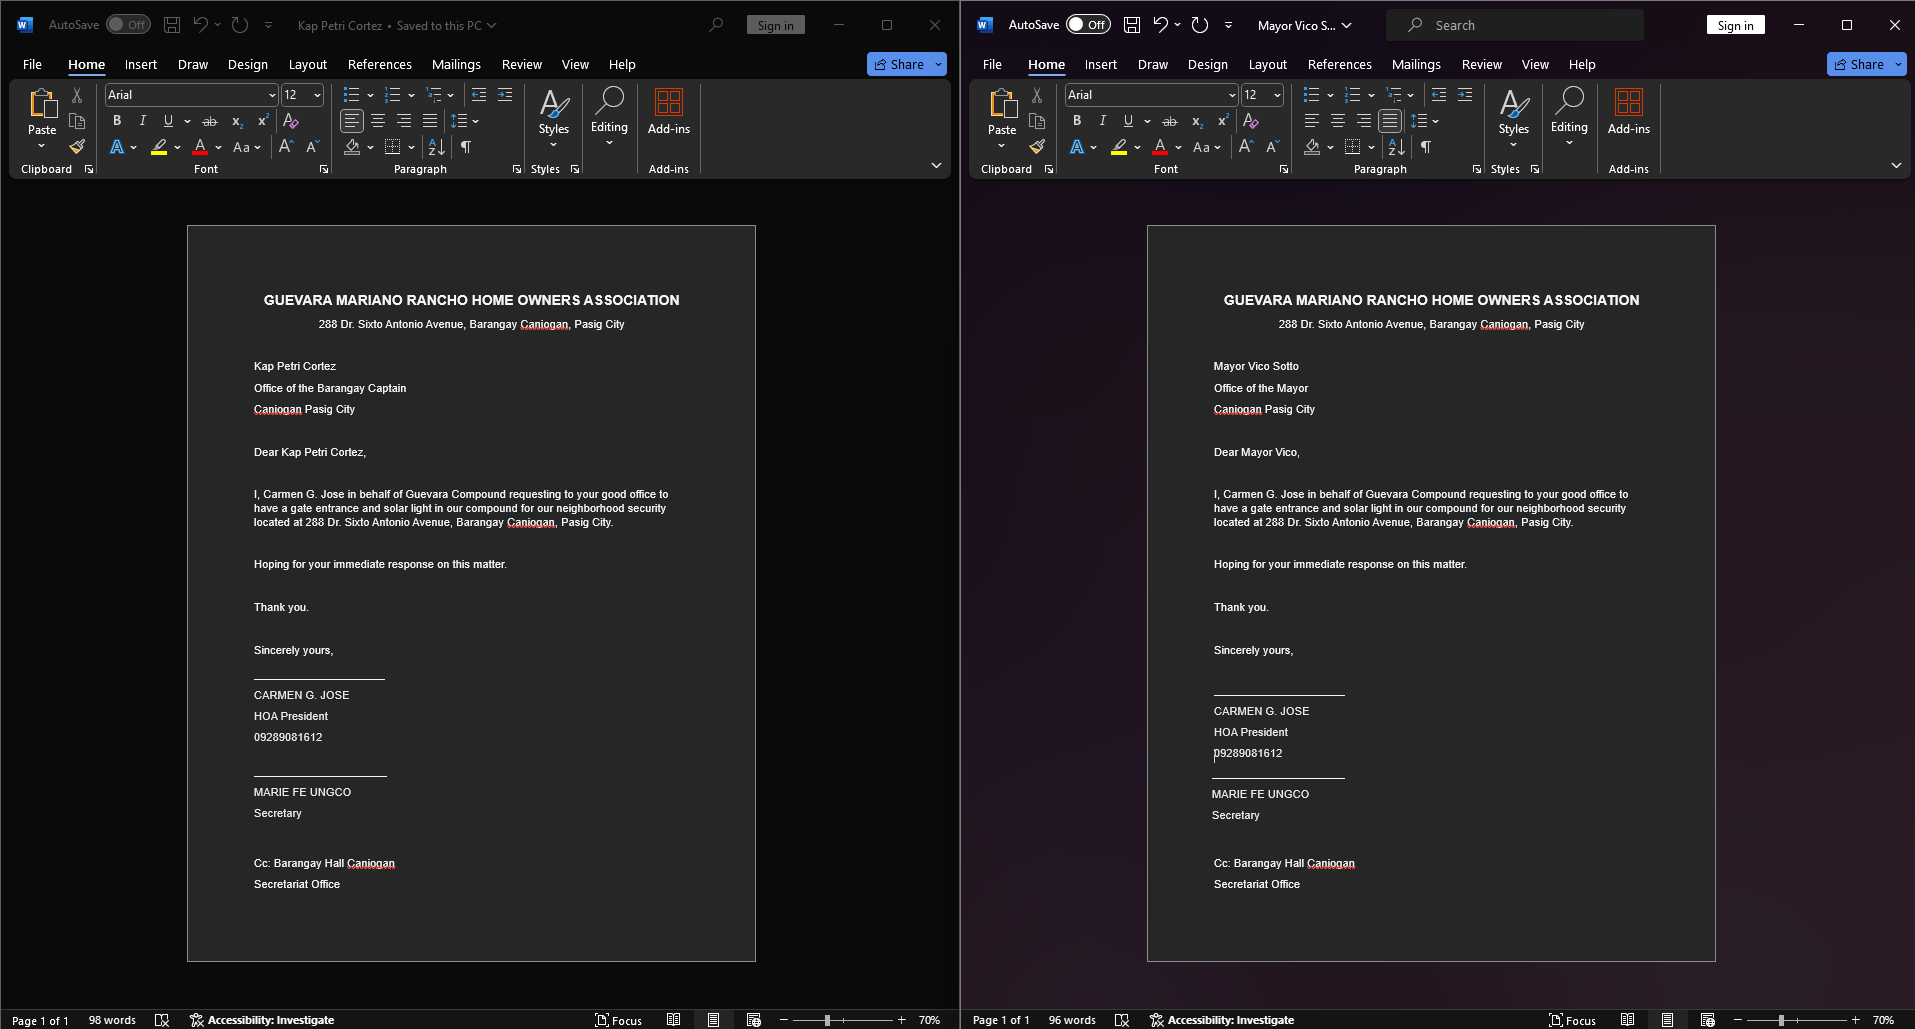 AutoSave Off Kap Petri Cortez • Saved to this PC Sign in
File Home Insert Draw Design Layout References Mailings Review View Help Share
Paste
Clipboard
Arial 12
B I U ab x₂ x²
A A Aa A A
Font
Paragraph
Styles
Styles
Editing
Add-ins
Add-ins
GUEVARA MARIANO RANCHO HOME OWNERS ASSOCIATION
288 Dr. Sixto Antonio Avenue, Barangay Caniogan, Pasig City
Kap Petri Cortez
Office of the Barangay Captain
Caniogan Pasig City
Dear Kap Petri Cortez,
I, Carmen G. Jose in behalf of Guevara Compound requesting to your good office to
have a gate entrance and solar light in our compound for our neighborhood security
located at 288 Dr. Sixto Antonio Avenue, Barangay Caniogan, Pasig City.
Hoping for your immediate response on this matter.
Thank you.
Sincerely yours,
CARMEN G. JOSE
HOA President
09289081612
MARIE FE UNGCO
Secretary
Cc: Barangay Hall Caniogan
Secretariat Office
Page 1 of 1 98 words Accessibility: Investigate Focus 70%
AutoSave Off Mayor Vico S... Search Sign in
File Home Insert Draw Design Layout References Mailings Review View Help Share
Paste
Clipboard
Arial 12
B I U ab x₂ x²
A A Aa A A
Font
Paragraph
Styles
Styles
Editing
Add-ins
Add-ins
GUEVARA MARIANO RANCHO HOME OWNERS ASSOCIATION
288 Dr. Sixto Antonio Avenue, Barangay Caniogan, Pasig City
Mayor Vico Sotto
Office of the Mayor
Caniogan Pasig City
Dear Mayor Vico,
I, Carmen G. Jose in behalf of Guevara Compound requesting to your good office to
have a gate entrance and solar light in our compound for our neighborhood security
located at 288 Dr. Sixto Antonio Avenue, Barangay Caniogan, Pasig City.
Hoping for your immediate response on this matter.
Thank you.
Sincerely yours,
CARMEN G. JOSE
HOA President
09289081612
MARIE FE UNGCO
Secretary
Cc: Barangay Hall Caniogan
Secretariat Office
Page 1 of 1 96 words Accessibility: Investigate Focus 70%